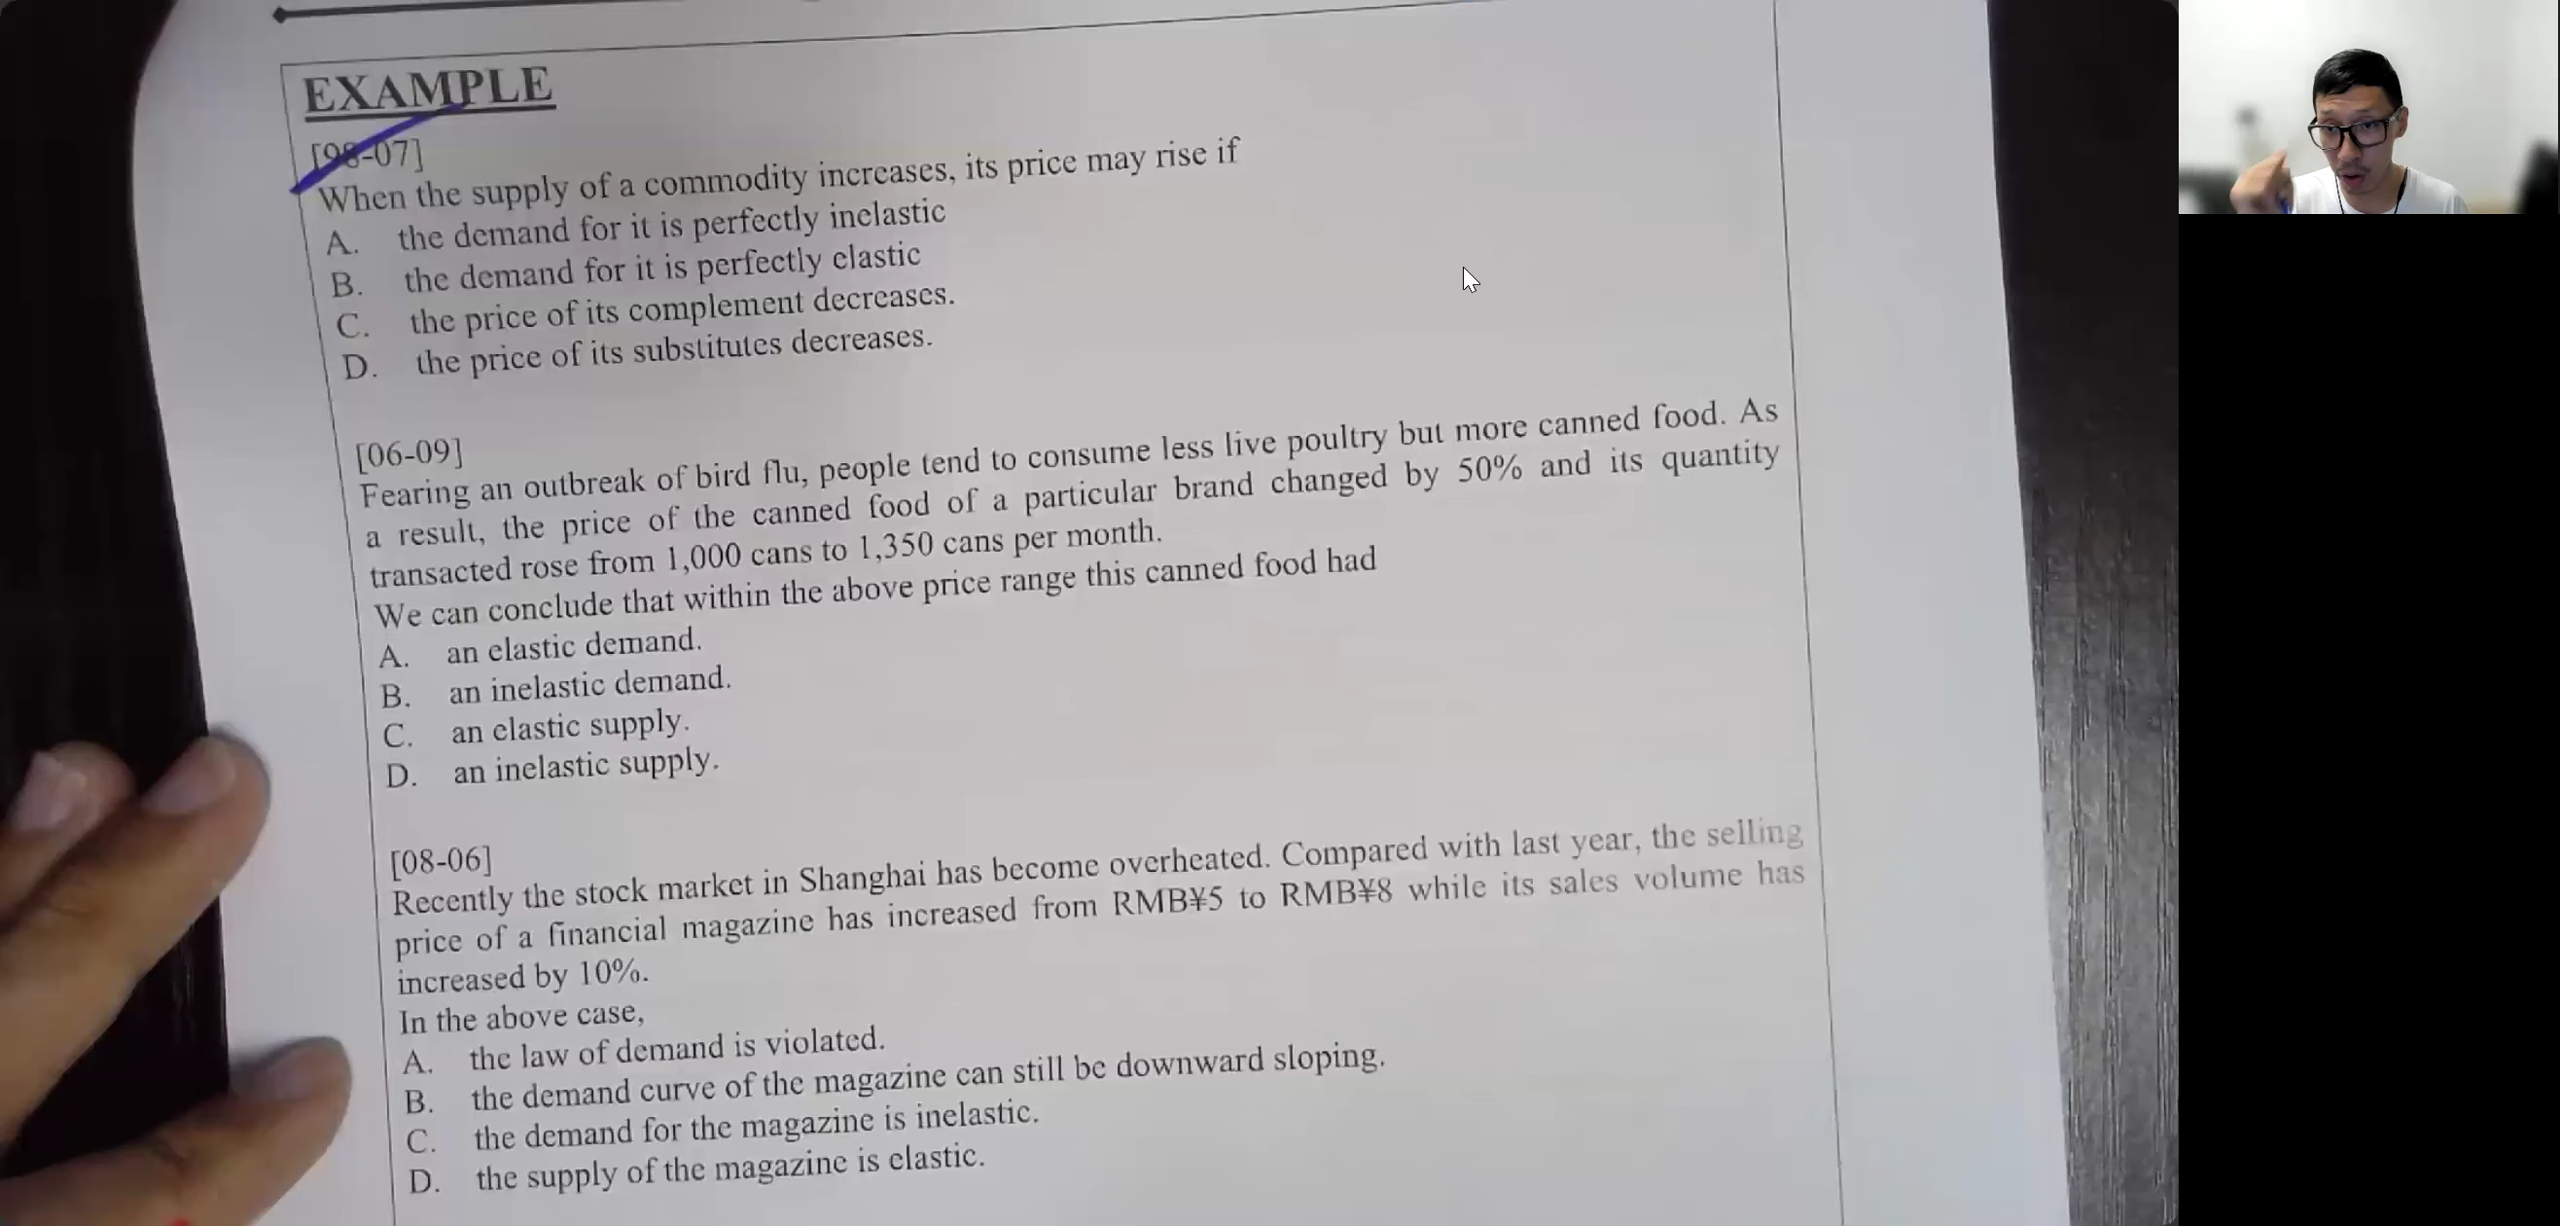 EXAMPLE
[98-07]
When the supply of a commodity increases, its price may rise if
A. the demand for it is perfectly inelastic
B. the demand for it is perfectly elastic
C. the price of its complement decreases.
D. the price of its substitutes decreases.
[06-09]
Fearing an outbreak of bird flu, people tend to consume less live poultry but more canned food. As
a result, the price of the canned food of a particular brand changed by 50% and its quantity
transacted rose from 1,000 cans to 1,350 cans per month.
We can conclude that within the above price range this canned food had
A. an elastic demand.
B. an inelastic demand.
C. an elastic supply.
D. an inelastic supply.
[08-06]
Recently the stock market in Shanghai has become overheated. Compared with last year, the selling
price of a financial magazine has increased from RMB¥5 to RMB¥8 while its sales volume has
increased by 10%.
In the above case,
A. the law of demand is violated.
B. the demand curve of the magazine can still be downward sloping.
C. the demand for the magazine is inelastic.
D. the supply of the magazine is elastic.